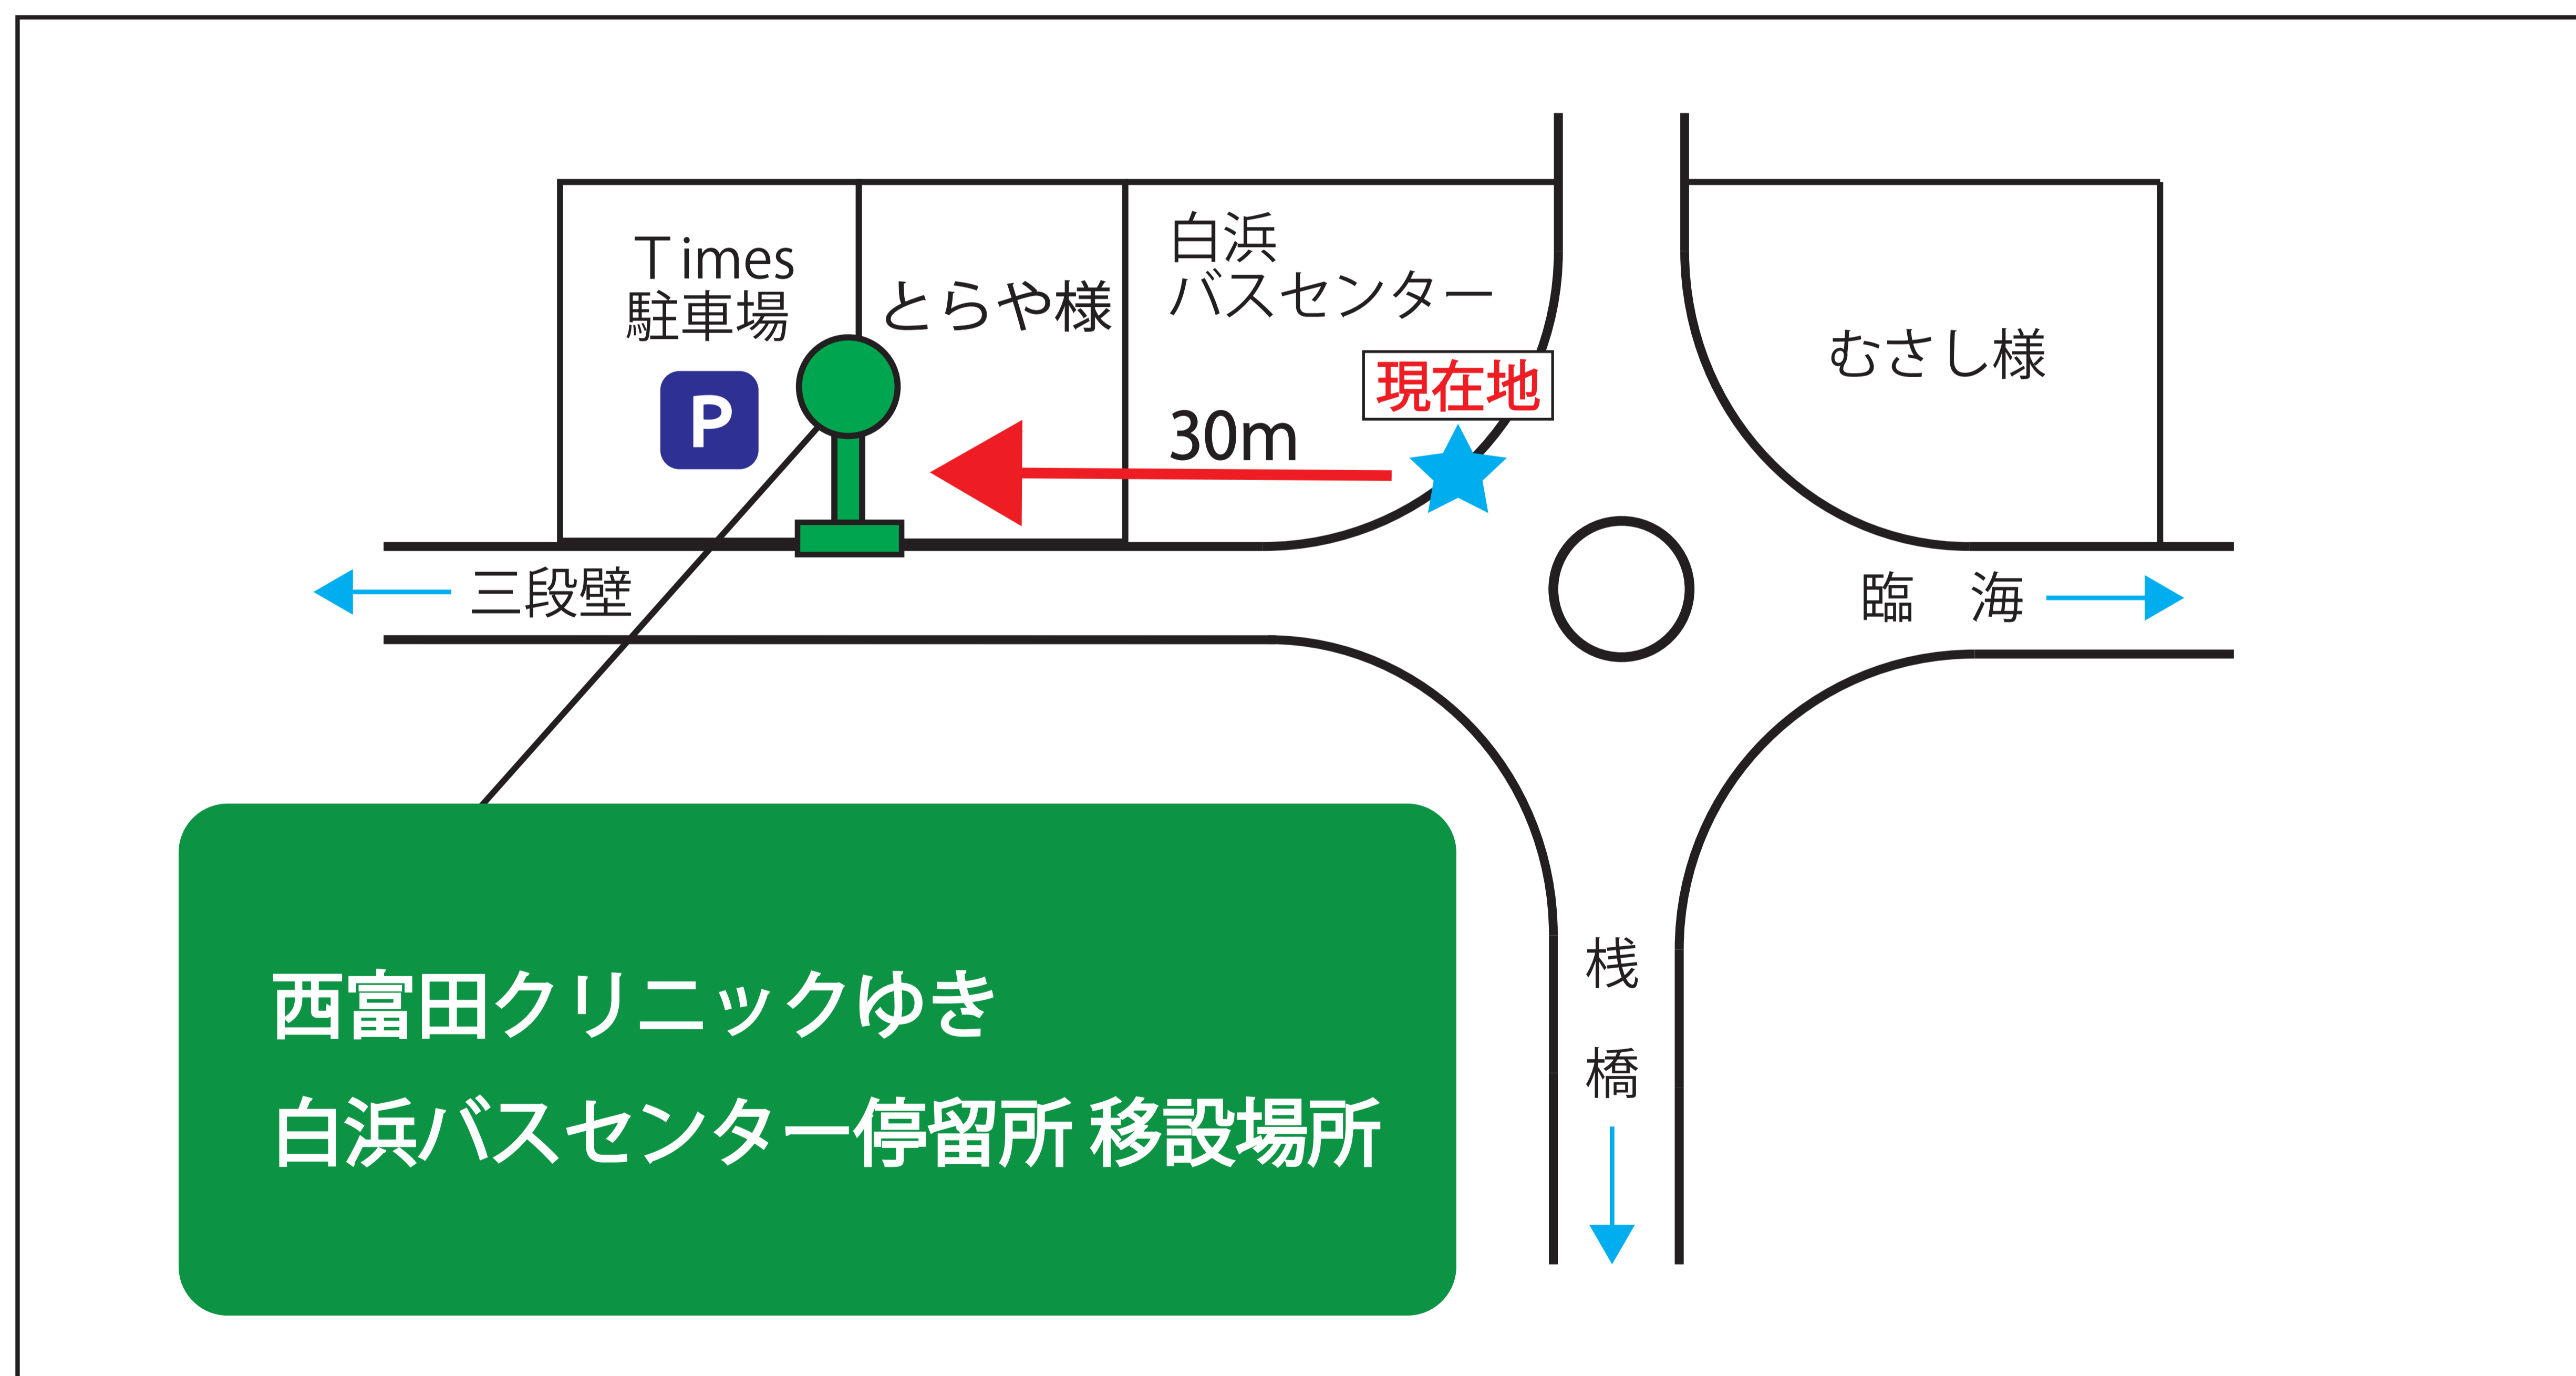 Times
駐車場
P
とらや様
白浜
バスセンター
30m
現在地
むさし様
三段壁
臨 海
桟
橋
西富田クリニックゆき
白浜バスセンター停留所 移設場所